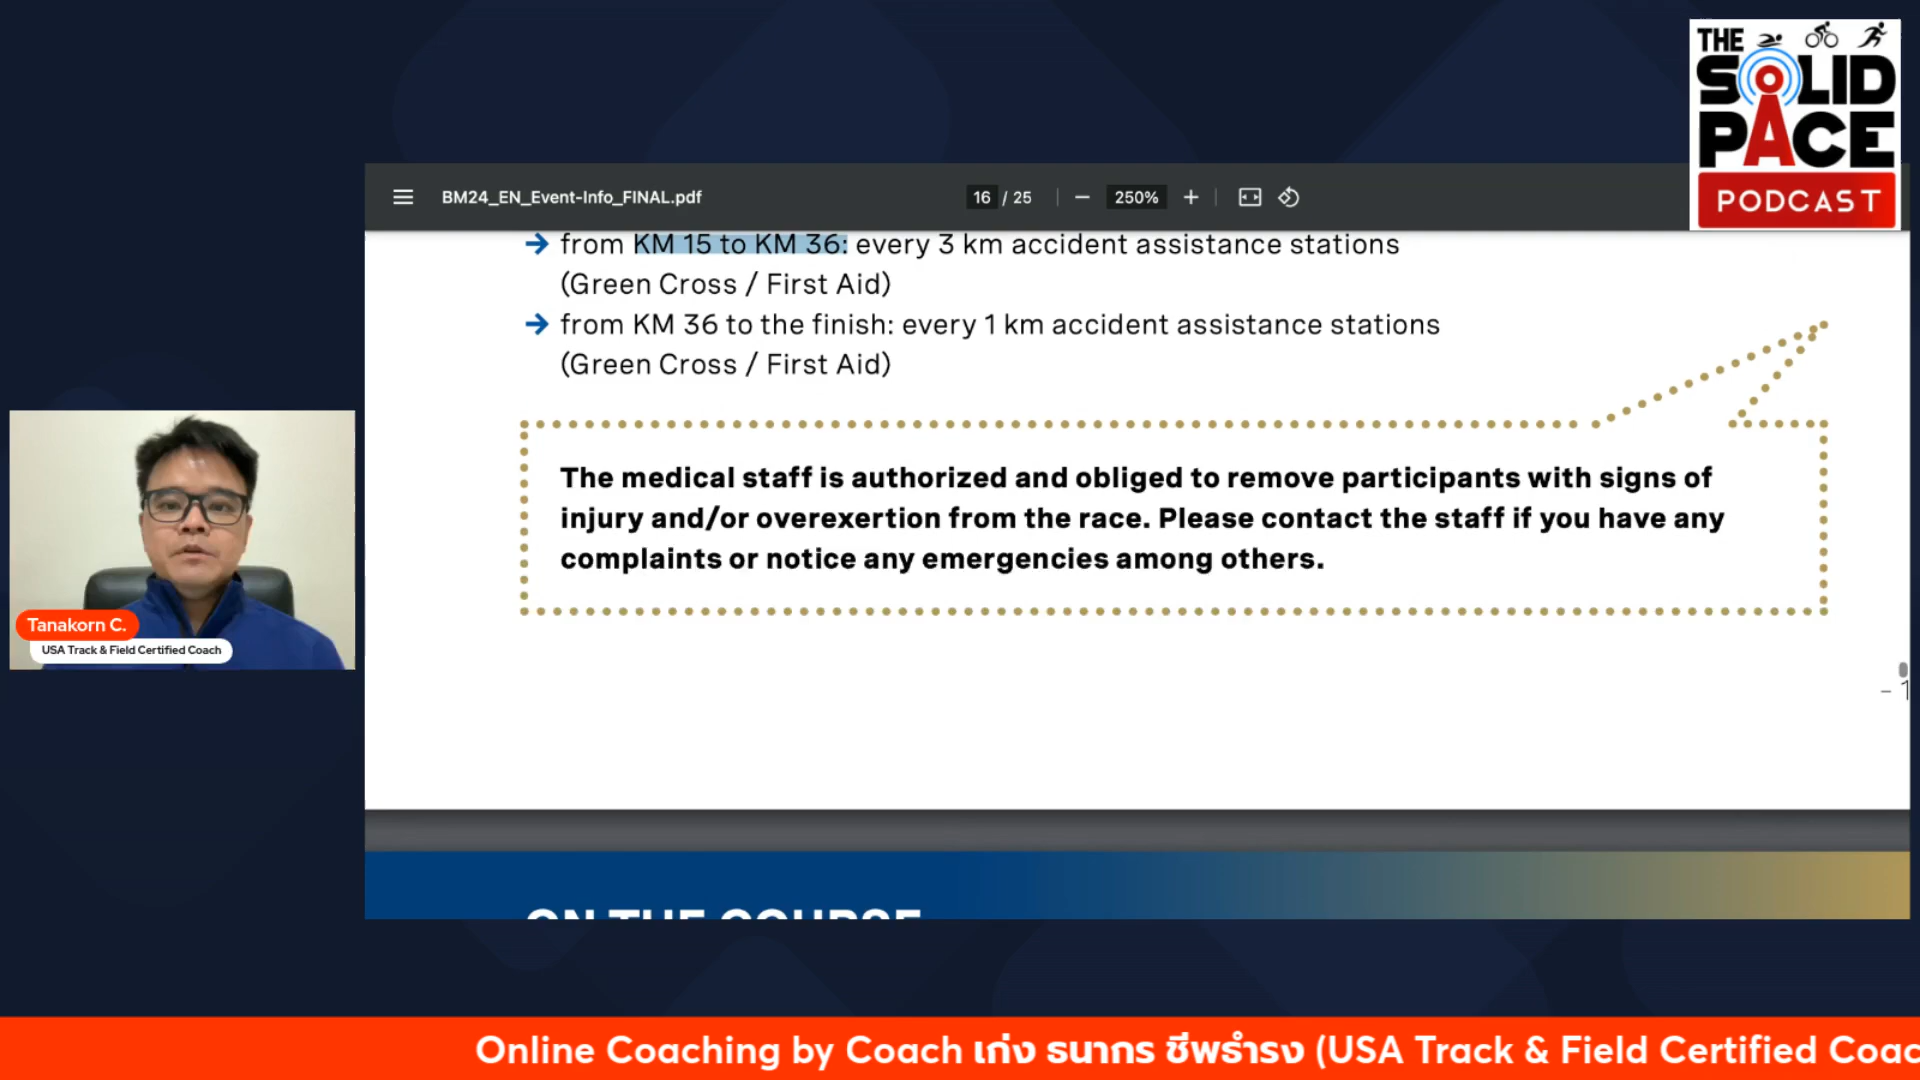 THE
SOLID
PACE
PODCAST
BM24_EN_Event-Info_FINAL.pdf
16 / 25
250%
from KM 15 to KM 36: every 3 km accident assistance stations
(Green Cross / First Aid)
from KM 36 to the finish: every 1 km accident assistance stations
(Green Cross / First Aid)
The medical staff is authorized and obliged to remove participants with signs of
injury and/or overexertion from the race. Please contact the staff if you have any
complaints or notice any emergencies among others.
Tanakorn C.
USA Track & Field Certified Coach
– 1
ON THE COURSE
Online Coaching by Coach เก่ง ธนากร ชีพธำรง (USA Track & Field Certified Coac